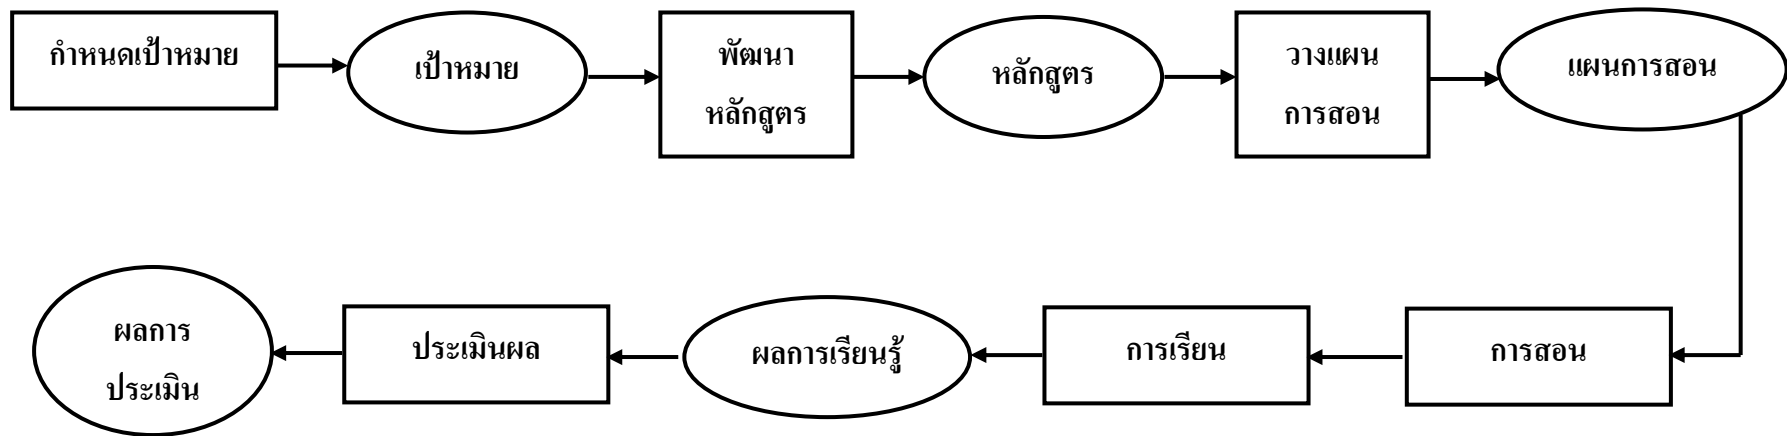 กำหนดเป้าหมาย
เป้าหมาย
พัฒนา
หลักสูตร
หลักสูตร
วางแผน
การสอน
แผนการสอน
การสอน
การเรียน
ผลการเรียนรู้
ประเมินผล
ผลการ
ประเมิน